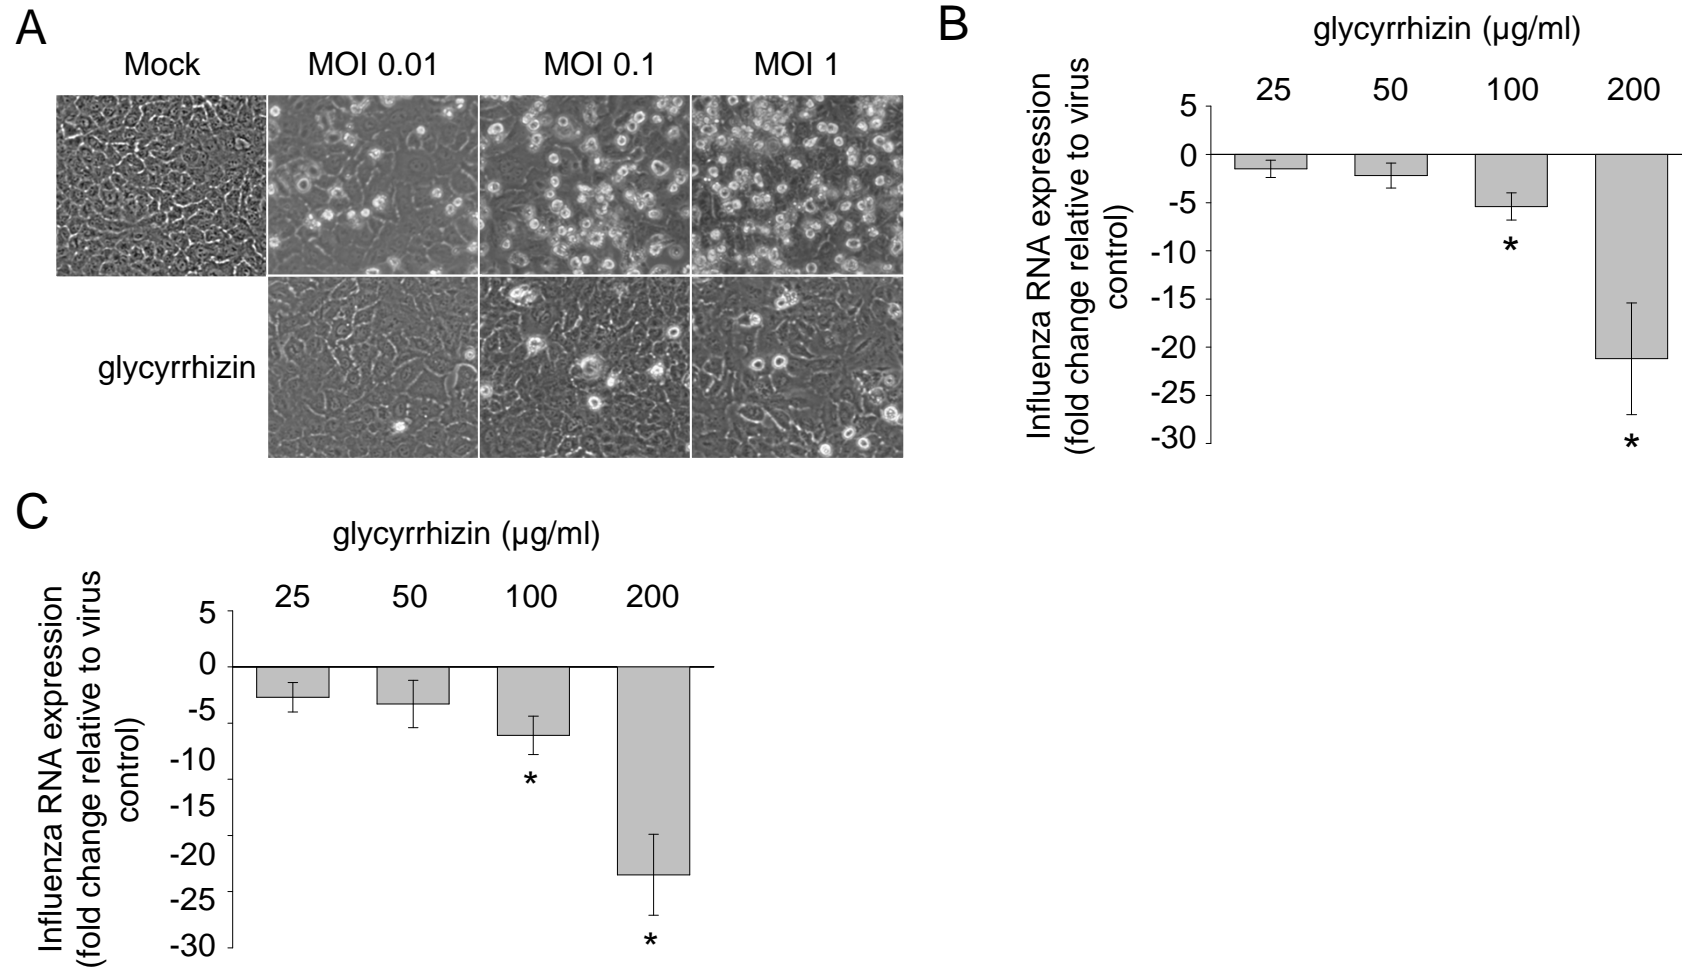 A
Mock MOI 0.01 MOI 0.1 MOI 1
glycyrrhizin
B
glycyrrhizin (µg/ml)
25 50 100 200
Influenza RNA expression
(fold change relative to virus
control)
5
0
-5
-10
*
-15
-20
-25
-30
*
C
glycyrrhizin (µg/ml)
25 50 100 200
Influenza RNA expression
(fold change relative to virus
control)
5
0
-5
-10
*
-15
-20
-25
-30
*